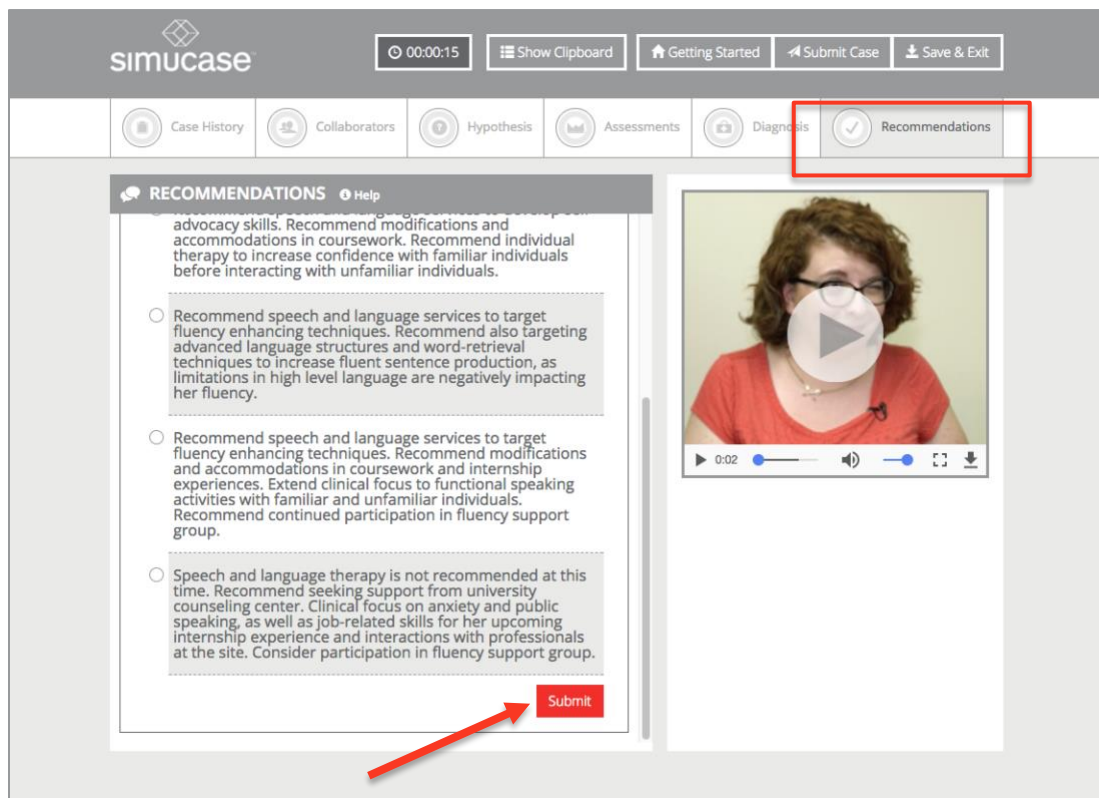 simucase
00:00:15
Show Clipboard
Getting Started
Submit Case
Save & Exit
Case History
Collaborators
Hypothesis
Assessments
Diagnosis
Recommendations
RECOMMENDATIONS Help
advocacy skills. Recommend modifications and
accommodations in coursework. Recommend individual
therapy to increase confidence with familiar individuals
before interacting with unfamiliar individuals.
Recommend speech and language services to target
fluency enhancing techniques. Recommend also targeting
advanced language structures and word-retrieval
techniques to increase fluent sentence production, as
limitations in high level language are negatively impacting
her fluency.
Recommend speech and language services to target
fluency enhancing techniques. Recommend modifications
and accommodations in coursework and internship
experiences. Extend clinical focus to functional speaking
activities with familiar and unfamiliar individuals.
Recommend continued participation in fluency support
group.
Speech and language therapy is not recommended at this
time. Recommend seeking support from university
counseling center. Clinical focus on anxiety and public
speaking, as well as job-related skills for her upcoming
internship experience and interactions with professionals
at the site. Consider participation in fluency support group.
Submit
0:02